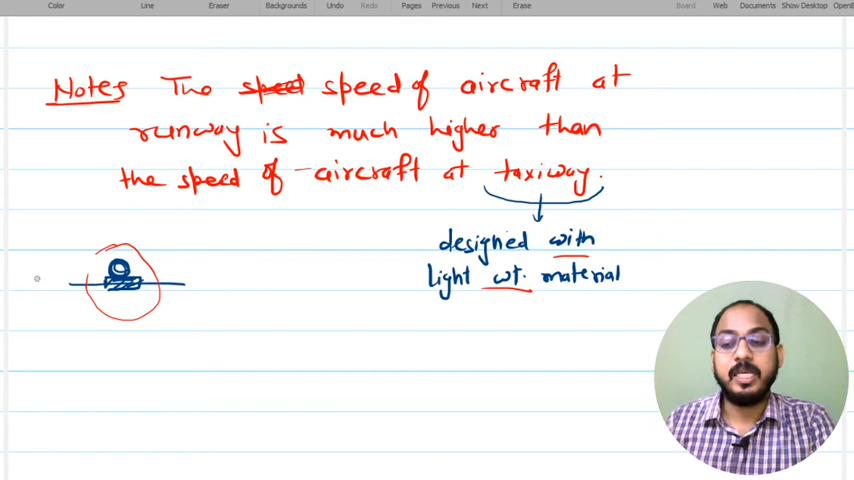 Color Line Eraser Backgrounds Undo Redo Pages Previous Next Erase Board Web Documents Show Desktop OpenB
Notes The speed speed of aircraft at
runway is much higher than
the speed of aircraft at taxiway.
designed with
light wt. material